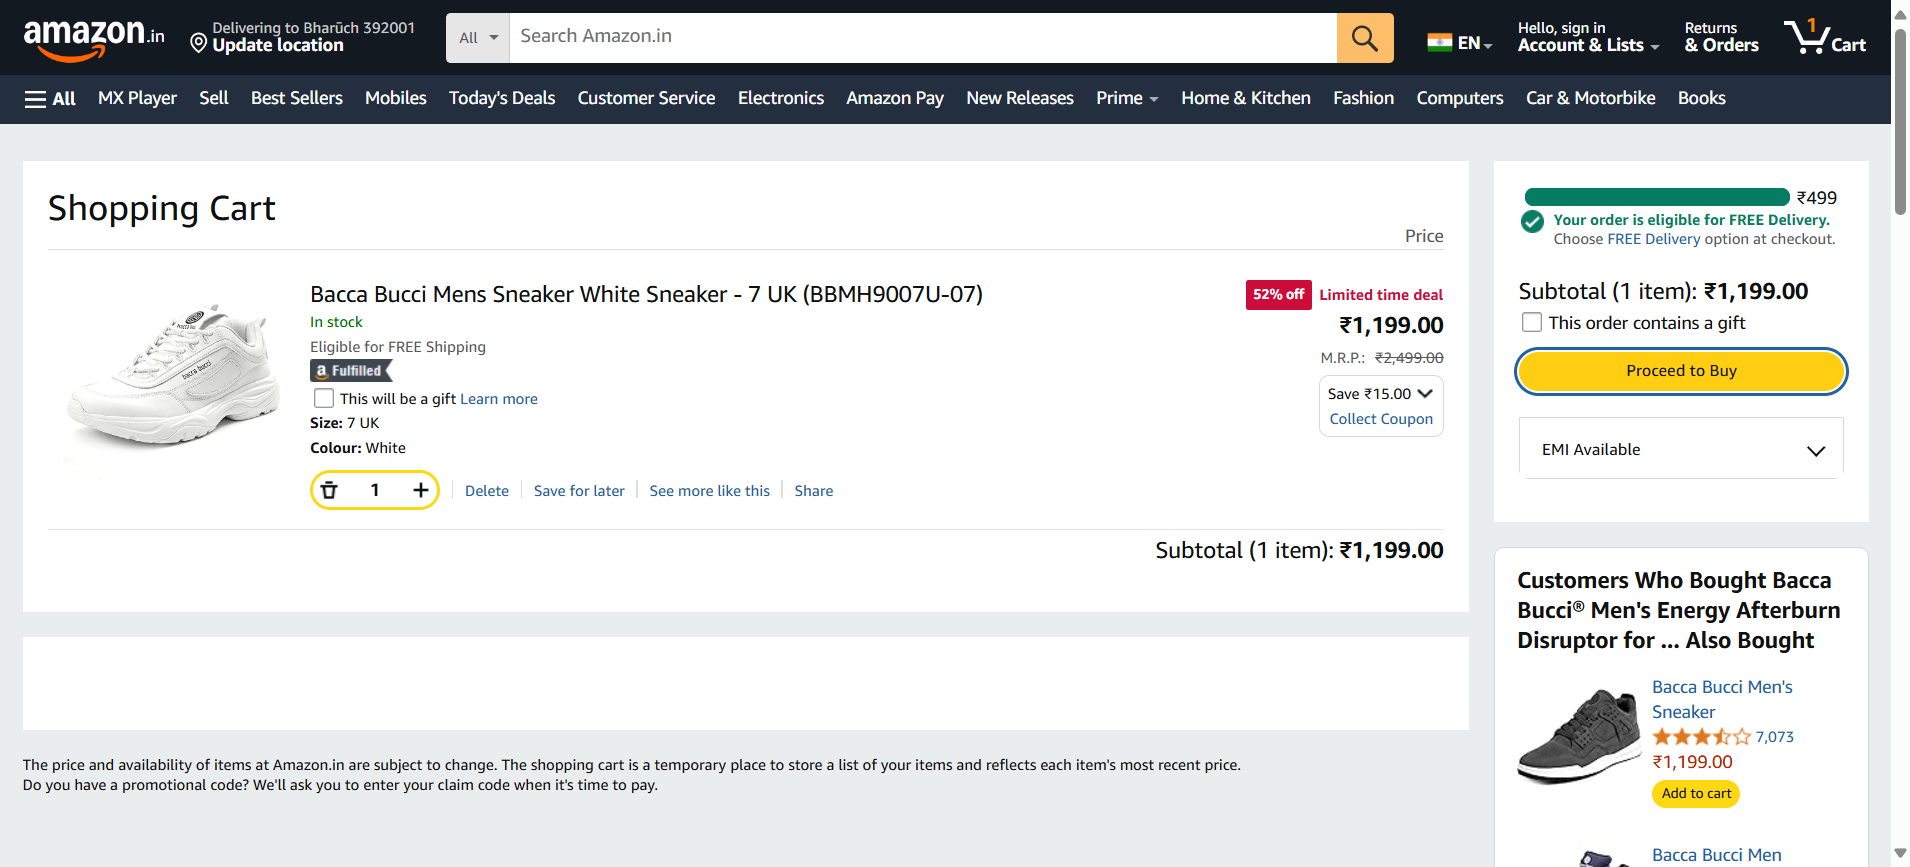 amazon.in
Delivering to Bharūch 392001
Update location
All
Search Amazon.in
EN
Hello, sign in
Account & Lists
Returns
& Orders
1
Cart
All
MX Player
Sell
Best Sellers
Mobiles
Today's Deals
Customer Service
Electronics
Amazon Pay
New Releases
Prime
Home & Kitchen
Fashion
Computers
Car & Motorbike
Books
Shopping Cart
Price
Bacca Bucci Mens Sneaker White Sneaker - 7 UK (BBMH9007U-07)
In stock
Eligible for FREE Shipping
a Fulfilled
This will be a gift Learn more
Size: 7 UK
Colour: White
1
Delete
Save for later
See more like this
Share
52% off
Limited time deal
₹1,199.00
M.R.P.: ₹2,499.00
Save ₹15.00
Collect Coupon
bacca bucci
Subtotal (1 item): ₹1,199.00
The price and availability of items at Amazon.in are subject to change. The shopping cart is a temporary place to store a list of your items and reflects each item's most recent price.
Do you have a promotional code? We'll ask you to enter your claim code when it's time to pay.
₹499
Your order is eligible for FREE Delivery.
Choose FREE Delivery option at checkout.
Subtotal (1 item): ₹1,199.00
This order contains a gift
Proceed to Buy
EMI Available
Customers Who Bought Bacca
Bucci® Men's Energy Afterburn
Disruptor for ... Also Bought
Bacca Bucci Men's
Sneaker
7,073
₹1,199.00
Add to cart
Bacca Bucci Men